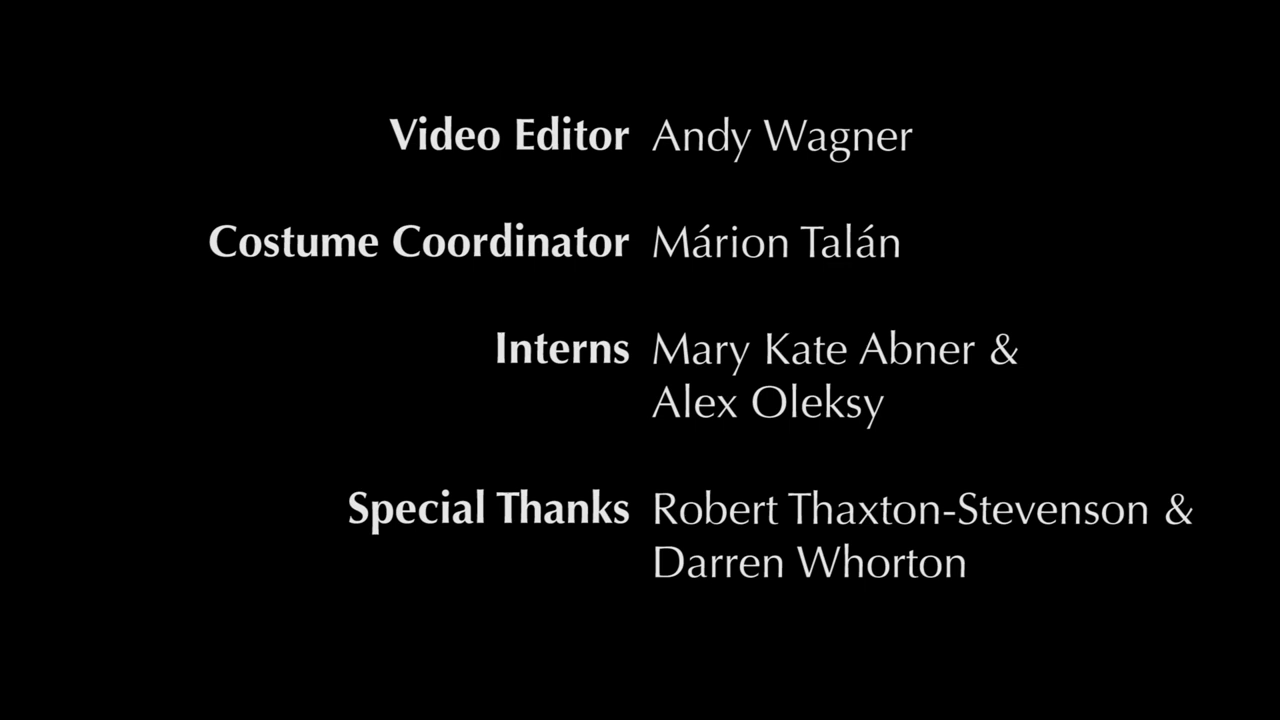 Video Editor Andy Wagner
Costume Coordinator Márion Talán
Interns Mary Kate Abner &
Alex Oleksy
Special Thanks Robert Thaxton-Stevenson &
Darren Whorton